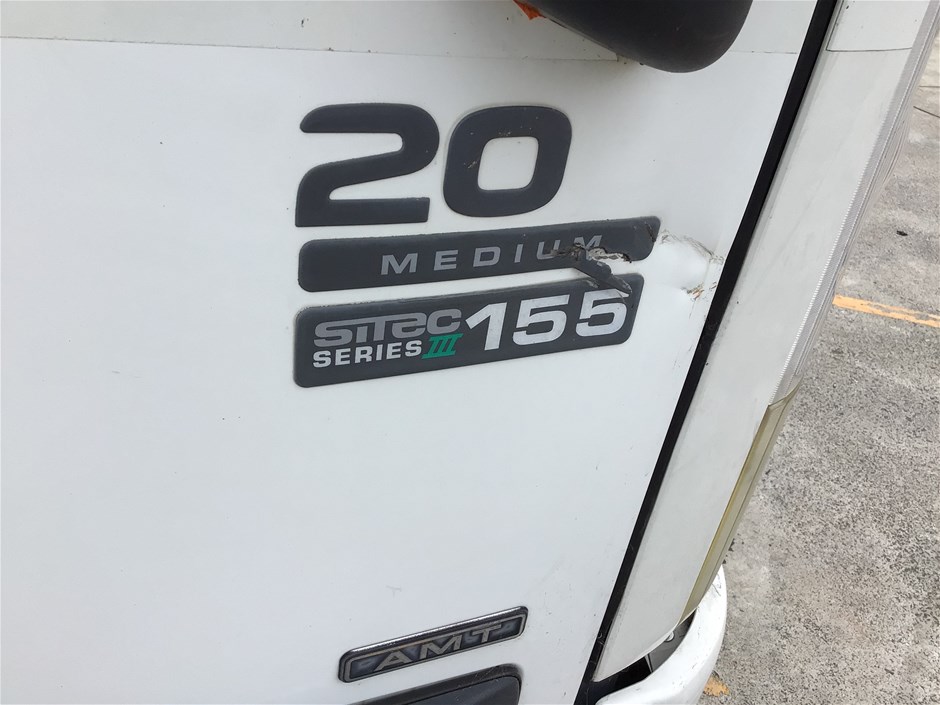 20
MEDIUM
SiTEC 155
SERIES III
AMT